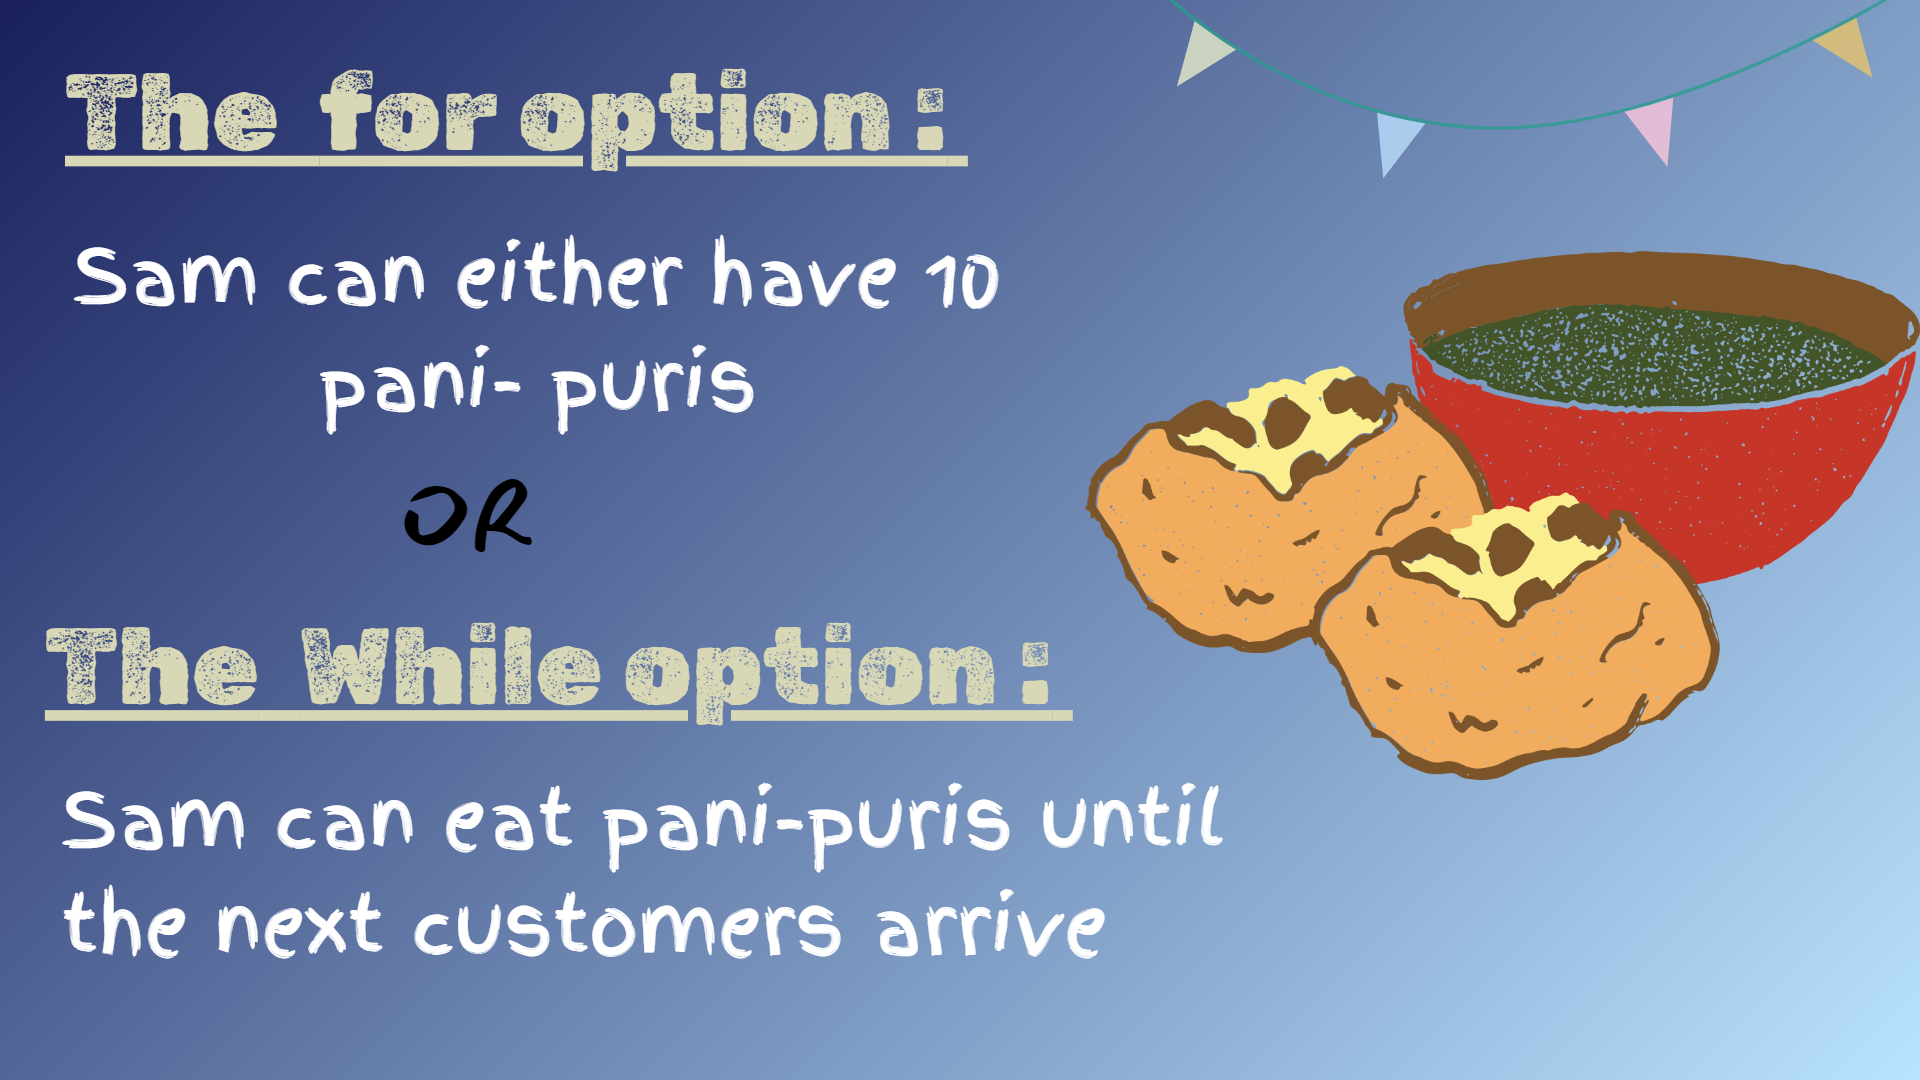 The for option :
Sam can either have 10
pani- puris
OR
The While option :
Sam can eat pani-puris until
the next customers arrive